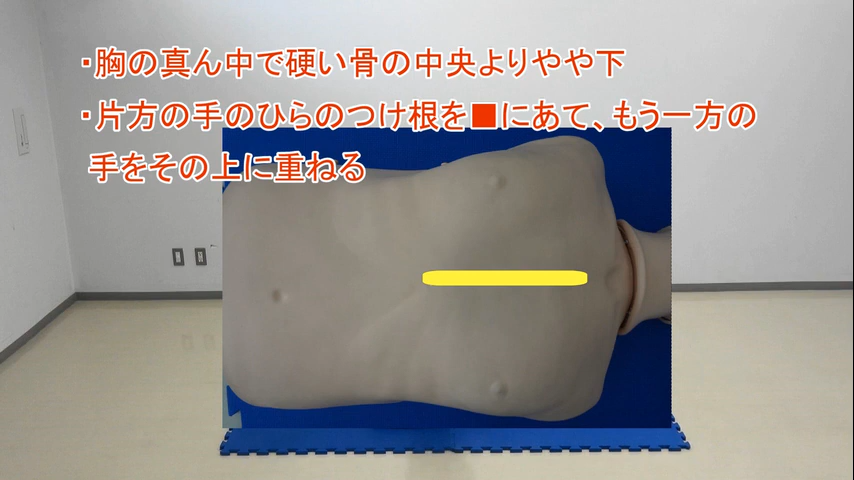 ・胸の真ん中で硬い骨の中央よりやや下
・片方の手のひらのつけ根を■にあて、もう一方の
手をその上に重ねる